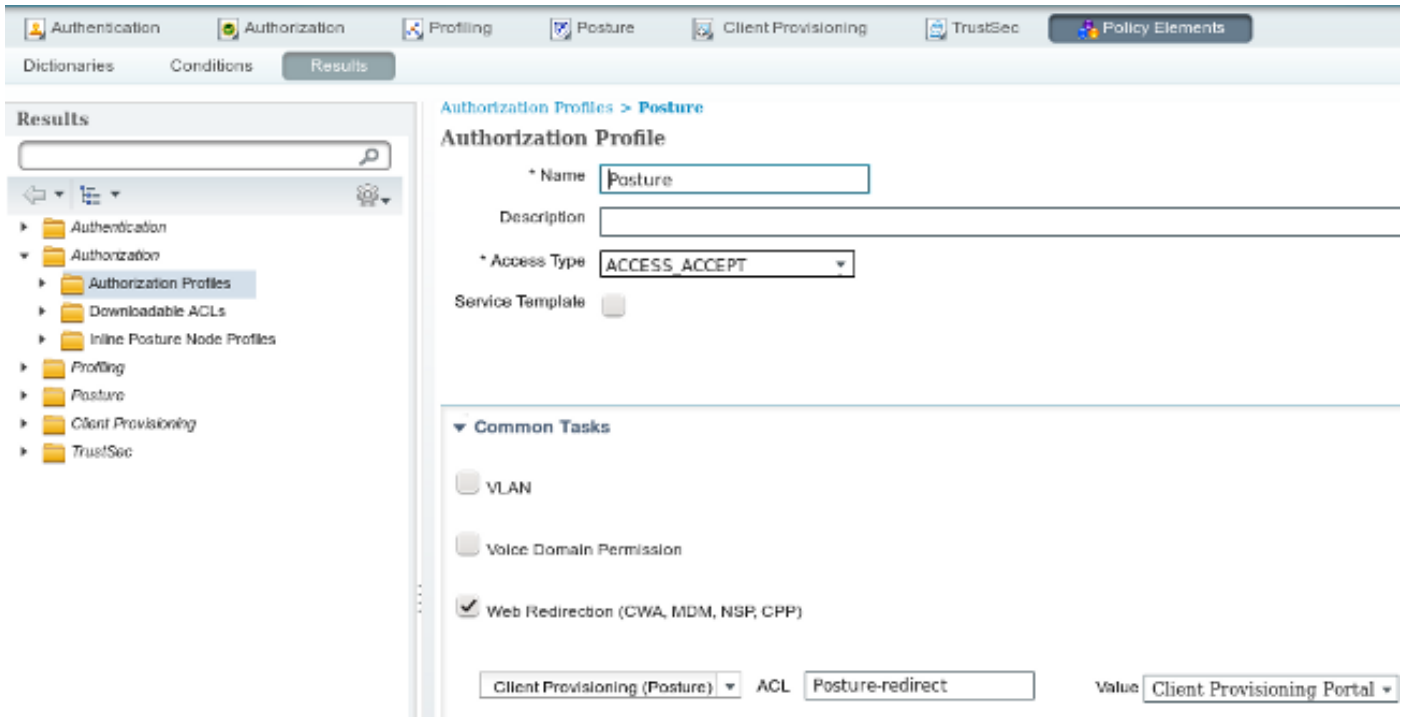 Authentication Authorization Profiling Posture Client Provisioning TrustSec Policy Elements
Dictionaries Conditions Results
Results
Authentication
Authorization
Authorization Profiles
Downloadable ACLs
Inline Posture Node Profiles
Profiling
Posture
Client Provisioning
TrustSec
Authorization Profiles > Posture
Authorization Profile
* Name Posture
Description
* Access Type ACCESS_ACCEPT
Service Template
Common Tasks
VLAN
Voice Domain Permission
Web Redirection (CWA, MDM, NSP, CPP)
Client Provisioning (Posture) ACL Posture-redirect Value Client Provisioning Portal